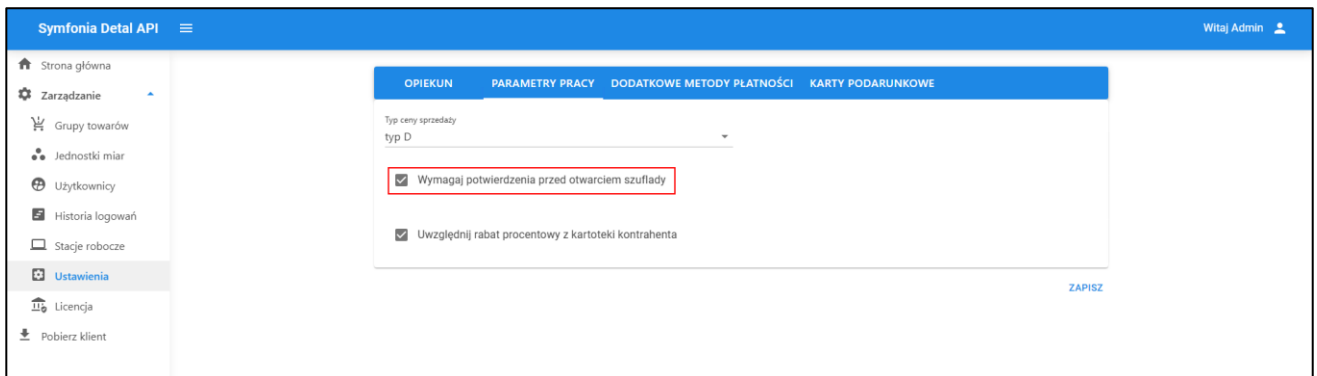 Symfonia Detal API
Witaj Admin
Strona główna
Zarządzanie
Grupy towarów
Jednostki miar
Użytkownicy
Historia logowań
Stacje robocze
Ustawienia
Licencja
Pobierz klient
OPIEKUN PARAMETRY PRACY DODATKOWE METODY PŁATNOŚCI KARTY PODARUNKOWE
Typ ceny sprzedaży
typ D
Wymagaj potwierdzenia przed otwarciem szuflady
Uwzględnij rabat procentowy z kartoteki kontrahenta
ZAPISZ